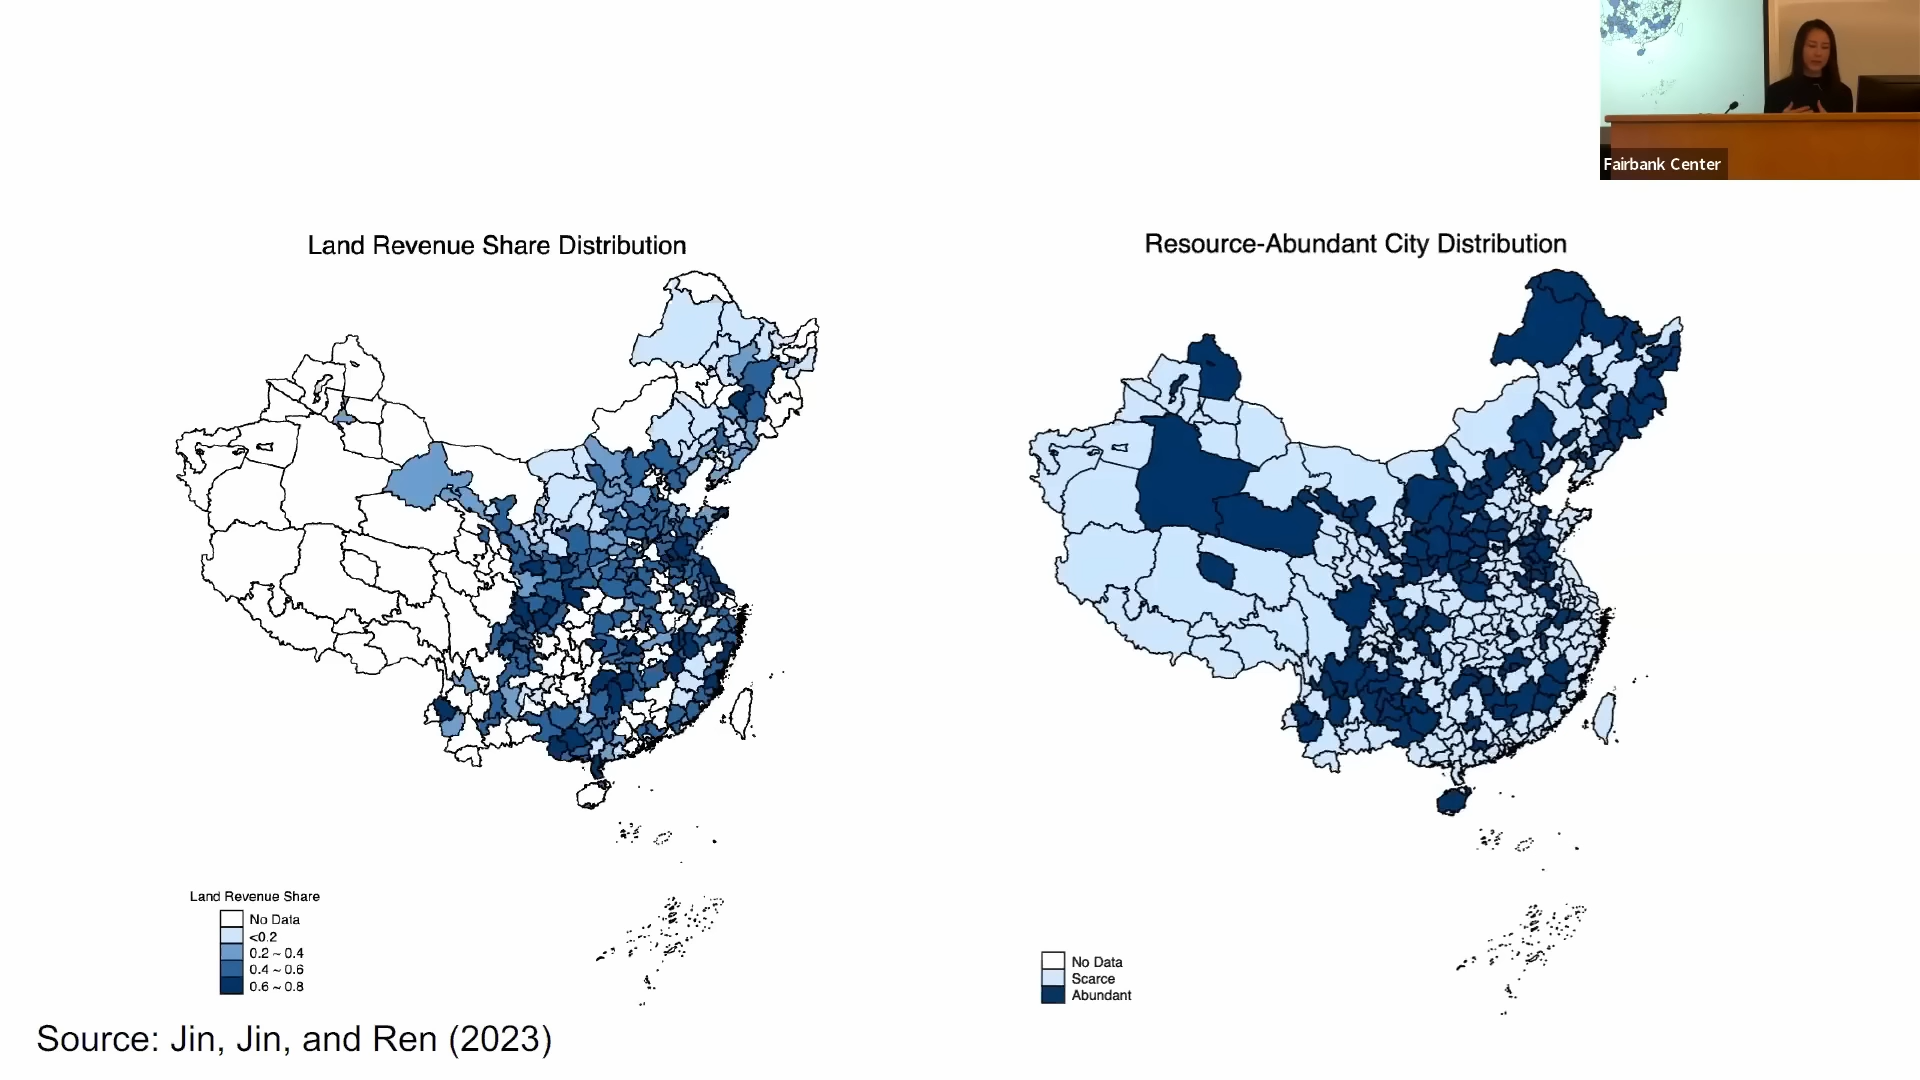 Fairbank Center
Land Revenue Share Distribution
Resource-Abundant City Distribution
Land Revenue Share
No Data
<0.2
0.2 ~ 0.4
0.4 ~ 0.6
0.6 ~ 0.8
No Data
Scarce
Abundant
Source: Jin, Jin, and Ren (2023)